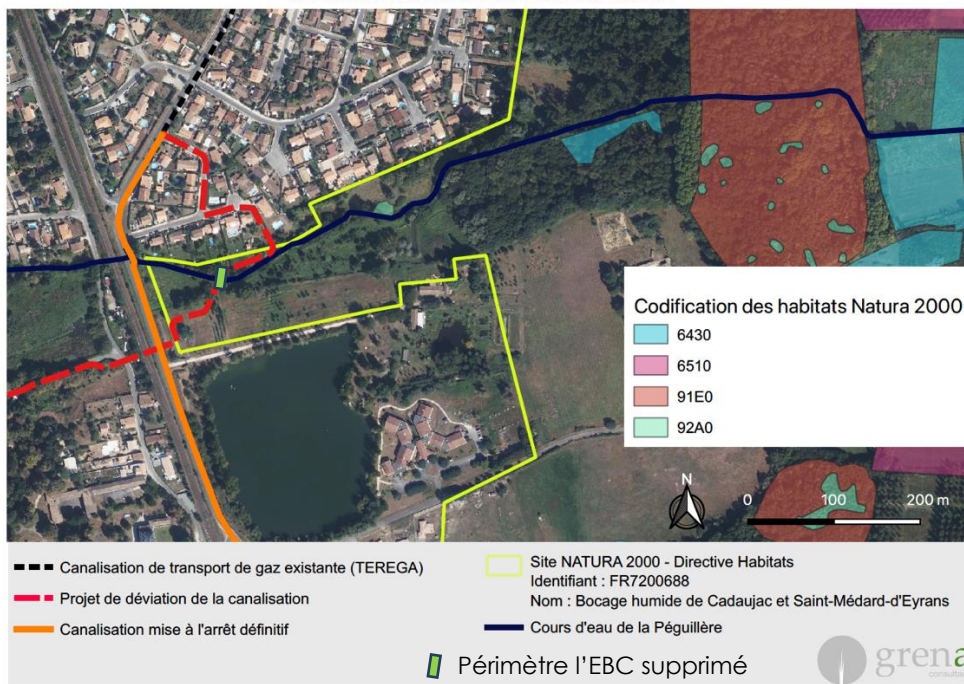 Codification des habitats Natura 2000
6430
6510
91E0
92A0
N
0 100 200 m
Canalisation de transport de gaz existante (TEREGA)
Projet de déviation de la canalisation
Canalisation mise à l'arrêt définitif
Site NATURA 2000 - Directive Habitats
Identifiant : FR7200688
Nom : Bocage humide de Cadaujac et Saint-Médard-d'Eyrans
Cours d'eau de la Péguillère
Périmètre l'EBC supprimé
grena
consulta